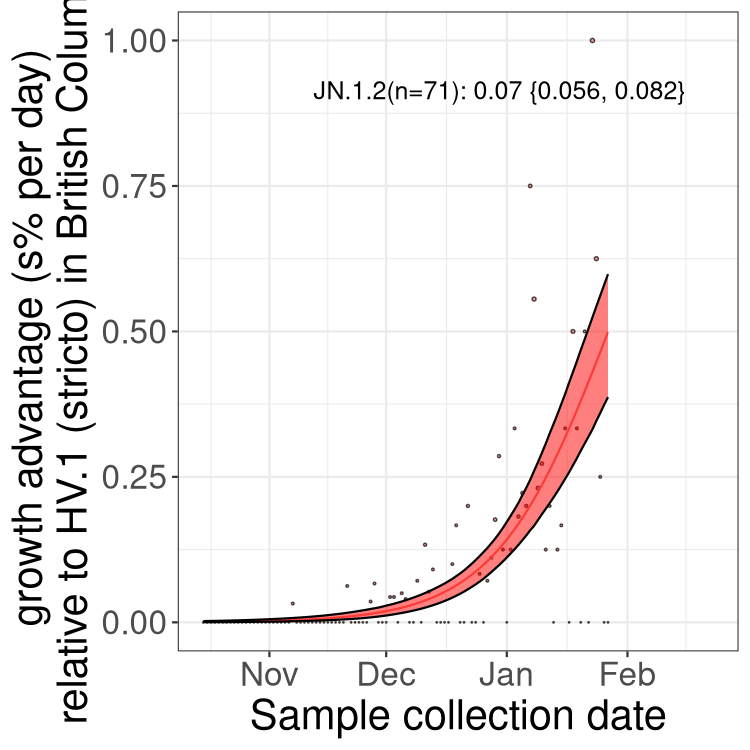 growth advantage (s% per day)
relative to HV.1 (stricto) in British Colum
1.00
0.75
0.50
0.25
0.00
JN.1.2(n=71): 0.07 {0.056, 0.082}
Nov Dec Jan Feb
Sample collection date